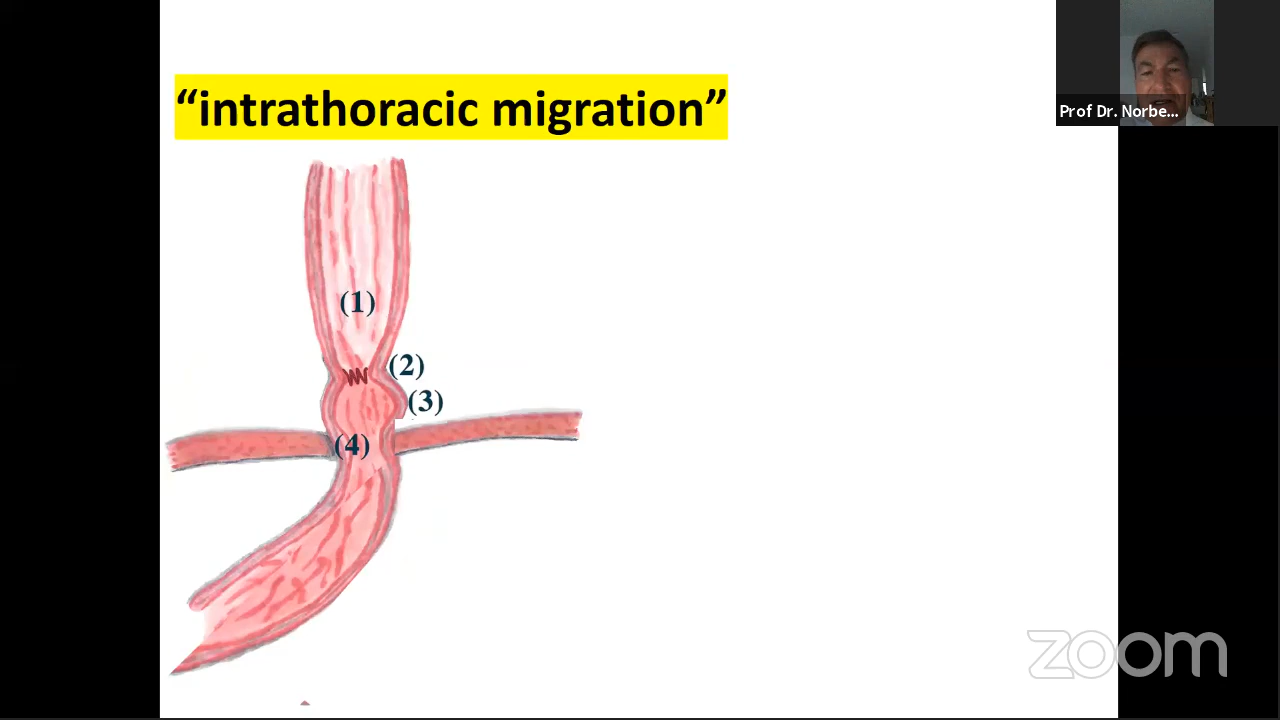 “intrathoracic migration”
Prof Dr. Norbe...
(1)
(2)
(3)
(4)
zoom